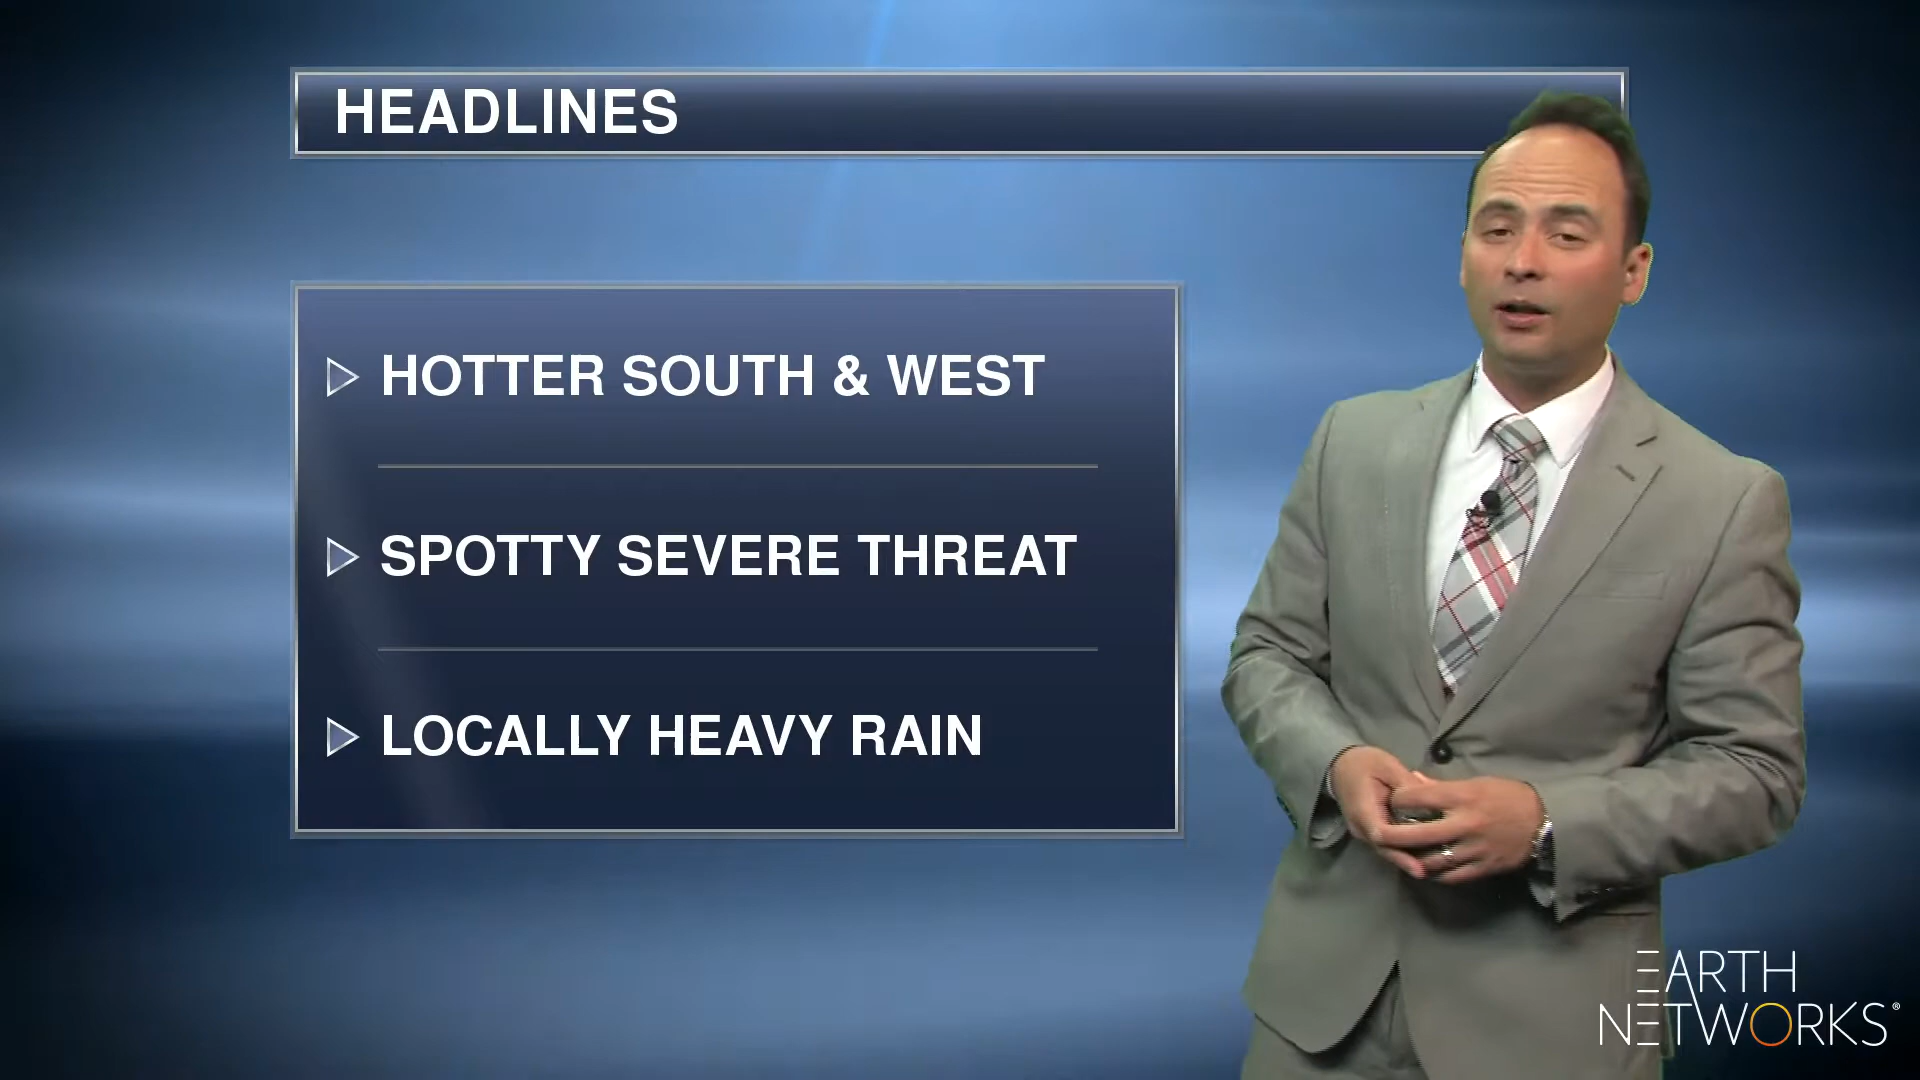 HEADLINES
HOTTER SOUTH & WEST
SPOTTY SEVERE THREAT
LOCALLY HEAVY RAIN
EARTH
NETWORKS®